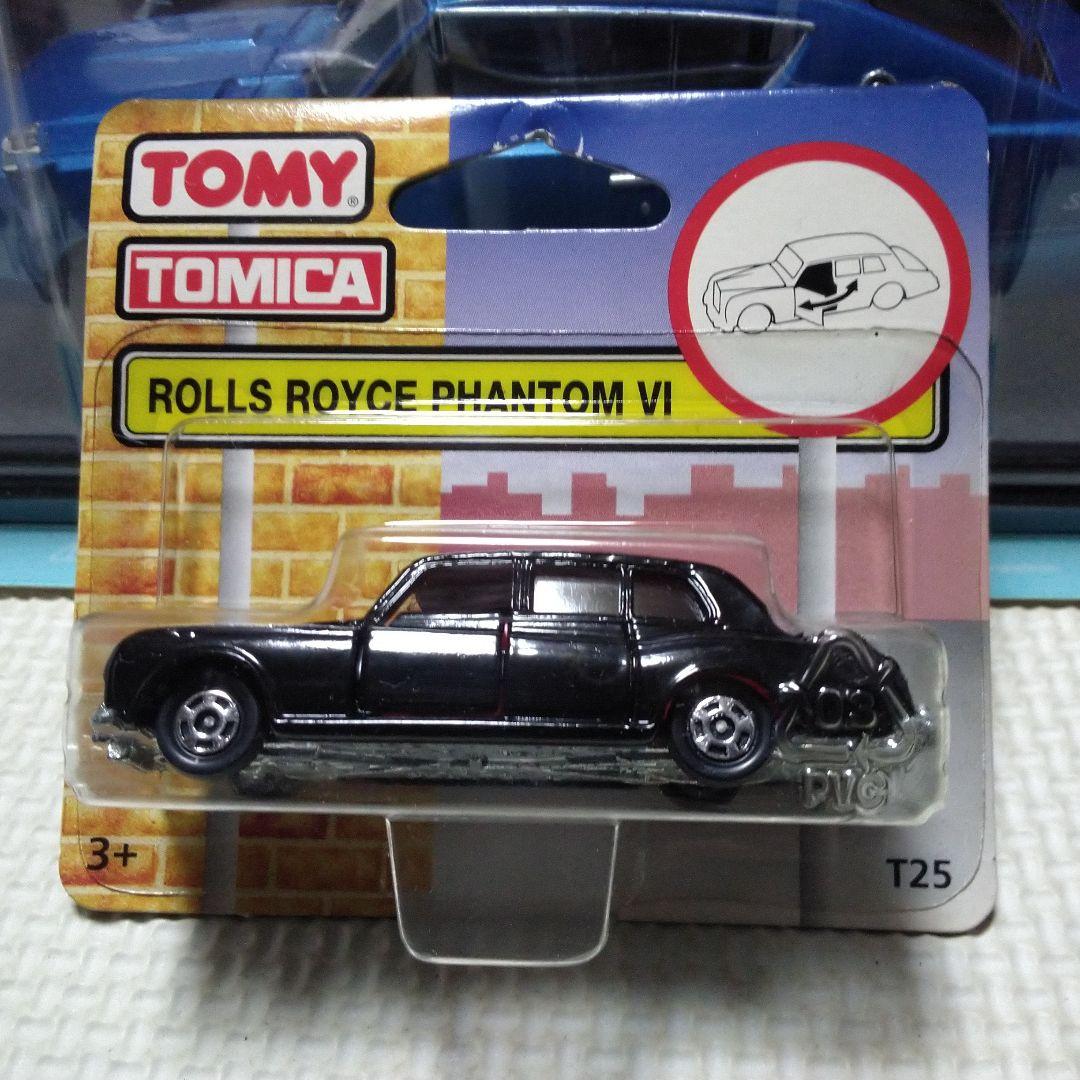 TOMY®
TOMICA
ROLLS ROYCE PHANTOM VI
03
PVC
3+
T25